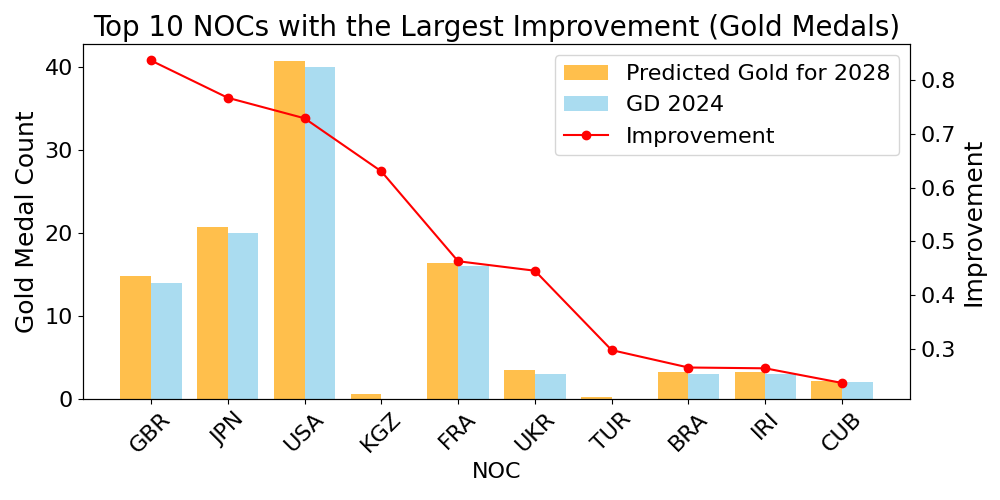 Top 10 NOCs with the Largest Improvement (Gold Medals)
Predicted Gold for 2028
GD 2024
Improvement
Gold Medal Count
40
30
20
10
0
0.8
0.7
0.6
0.5
0.4
0.3
Improvement
GBR
JPN
USA
KGZ
FRA
UKR
TUR
BRA
IRI
CUB
NOC